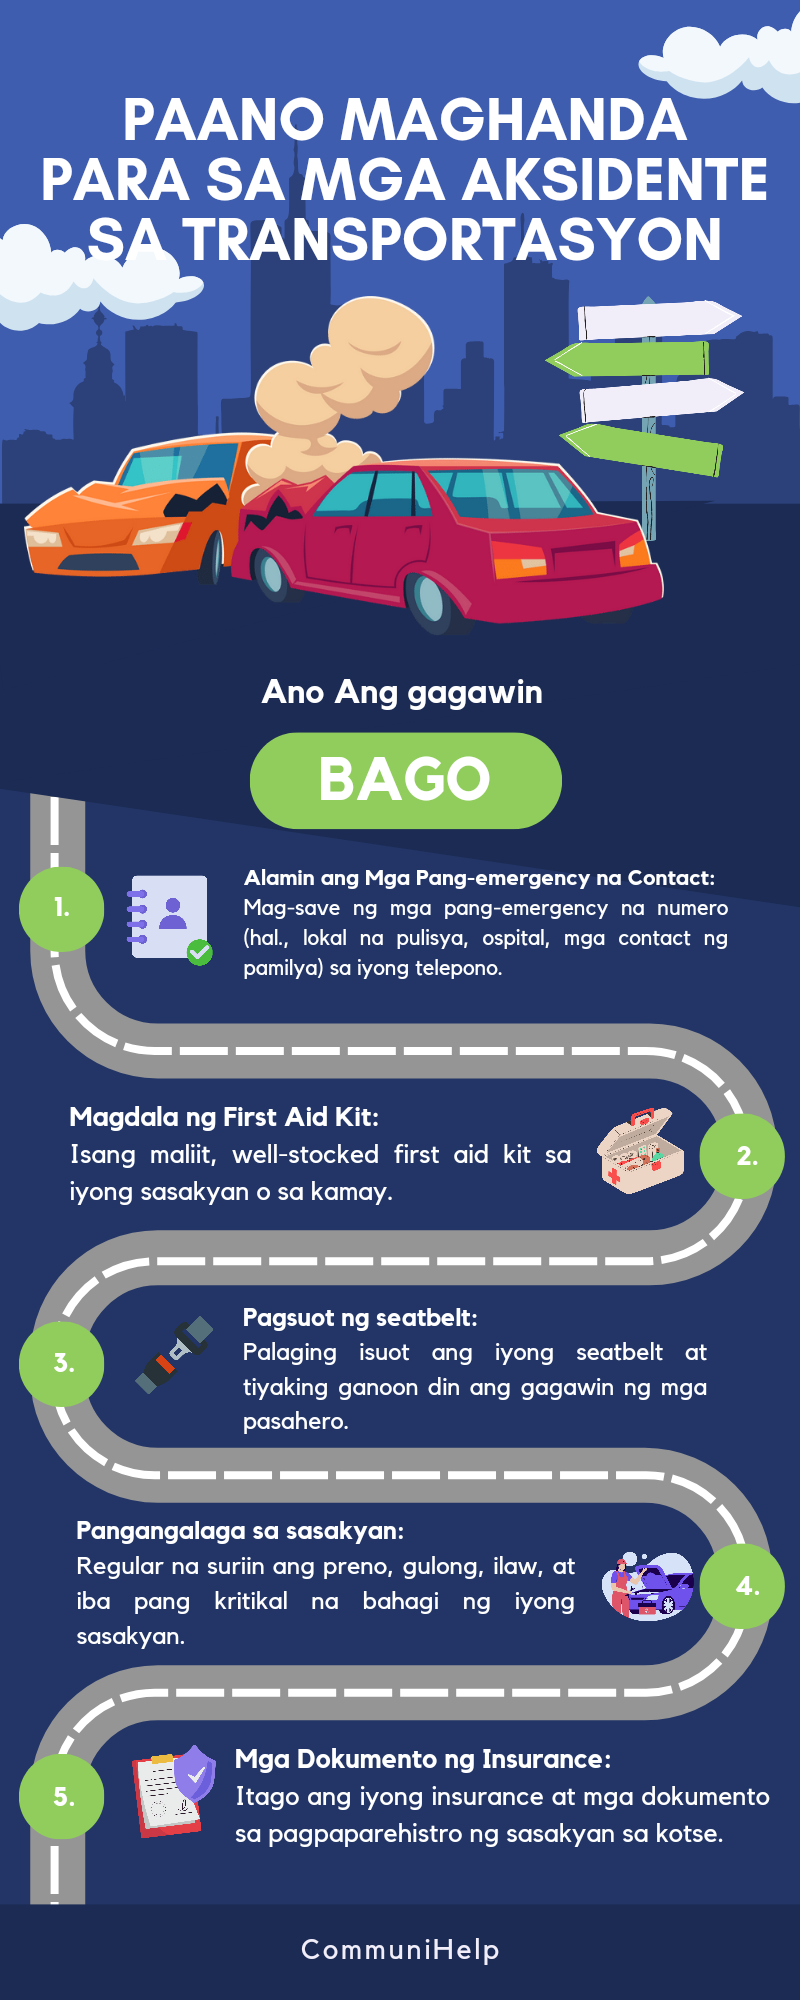 PAANO MAGHANDA
PARA SA MGA AKSIDENTE
SA TRANSPORTASYON
Ano Ang gagawin
BAGO
1.
Alamin ang Mga Pang-emergency na Contact:
Mag-save ng mga pang-emergency na numero
(hal., lokal na pulisya, ospital, mga contact ng
pamilya) sa iyong telepono.
Magdala ng First Aid Kit:
Isang maliit, well-stocked first aid kit sa
iyong sasakyan o sa kamay.
2.
3.
Pagsuot ng seatbelt:
Palaging isuot ang iyong seatbelt at
tiyaking ganoon din ang gagawin ng mga
pasahero.
Pangangalaga sa sasakyan:
Regular na suriin ang preno, gulong, ilaw, at
iba pang kritikal na bahagi ng iyong
sasakyan.
4.
5.
Mga Dokumento ng Insurance:
Itago ang iyong insurance at mga dokumento
sa pagpaparehistro ng sasakyan sa kotse.
CommuniHelp